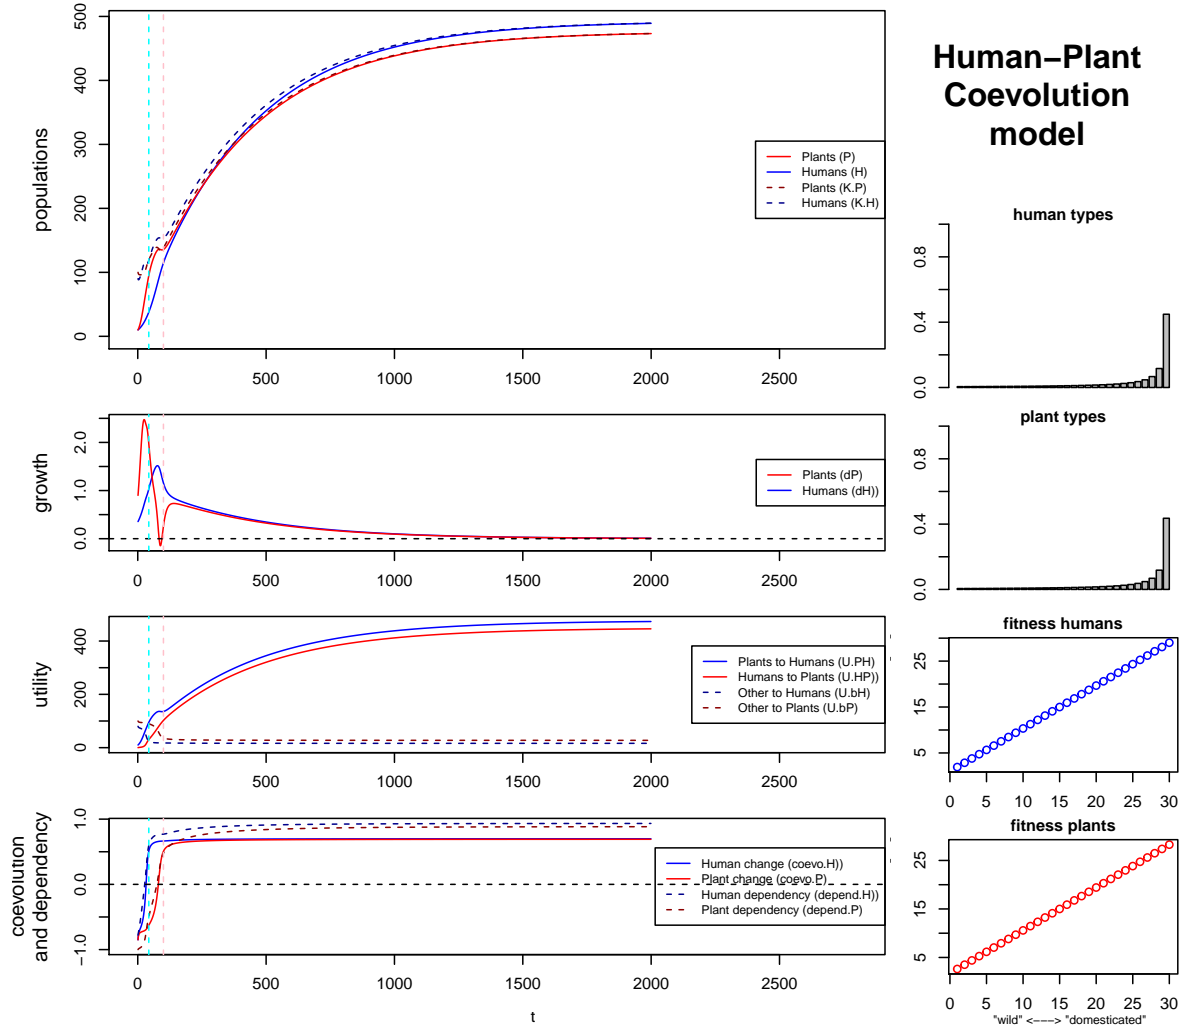 Human−Plant
Coevolution
model
populations
0
100
200
300
400
500
0
500
1000
1500
2000
2500
Plants (P)
Humans (H)
Plants (K.P)
Humans (K.H)
growth
0.0
1.0
2.0
0
500
1000
1500
2000
2500
Plants (dP)
Humans (dH))
utility
0
200
400
0
500
1000
1500
2000
2500
Plants to Humans (U.PH)
Humans to Plants (U.HP))
Other to Humans (U.bH)
Other to Plants (U.bP)
coevolution
and dependency
−1.0
0.0
1.0
0
500
1000
1500
2000
2500
t
Human change (coevo.H))
Plant change (coevo.P)
Human dependency (depend.H))
Plant dependency (depend.P)
human types
0.0
0.4
0.8
plant types
0.0
0.4
0.8
fitness humans
5
15
25
0
5
10
15
20
25
30
fitness plants
5
15
25
0
5
10
15
20
25
30
"wild" <−−−> "domesticated"